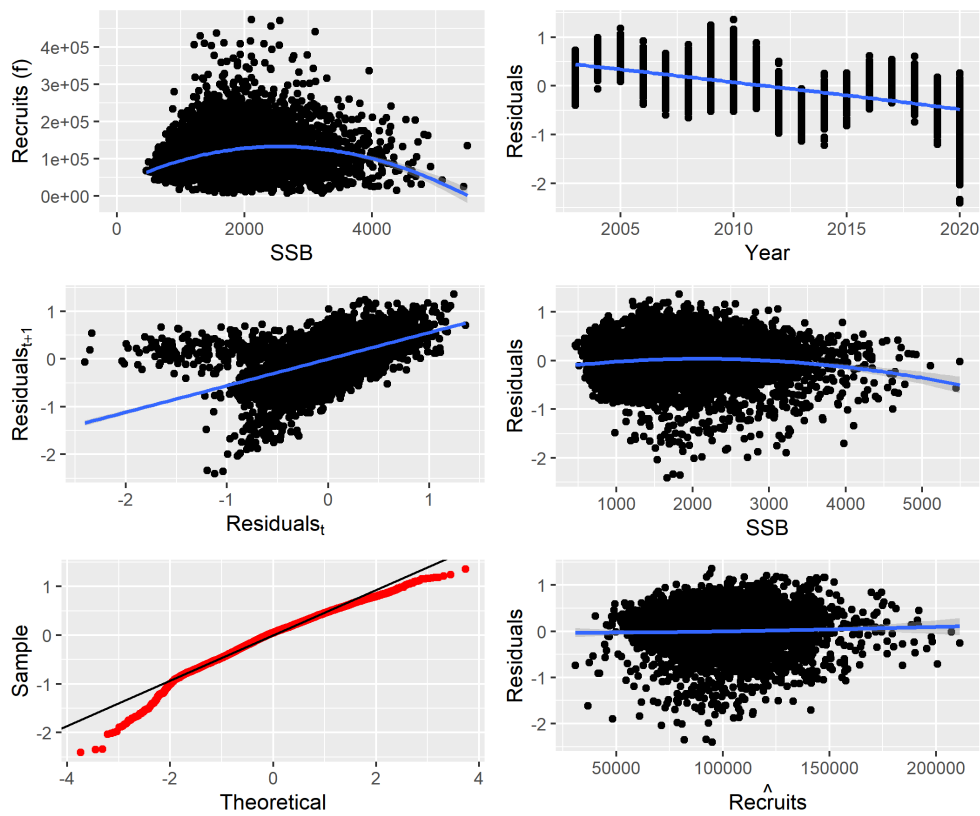 Recruits (f)
4e+05
3e+05
2e+05
1e+05
0e+00
0 2000 4000
SSB
Residuals
1
0
-1
-2
2005 2010 2015 2020
Year
Residuals_{t+1}
1
0
-1
-2
-2 -1 0 1
Residuals_t
Residuals
1
0
-1
-2
1000 2000 3000 4000 5000
SSB
Sample
1
0
-1
-2
-4 -2 0 2 4
Theoretical
Residuals
1
0
-1
-2
50000 100000 150000 200000
^
Recruits